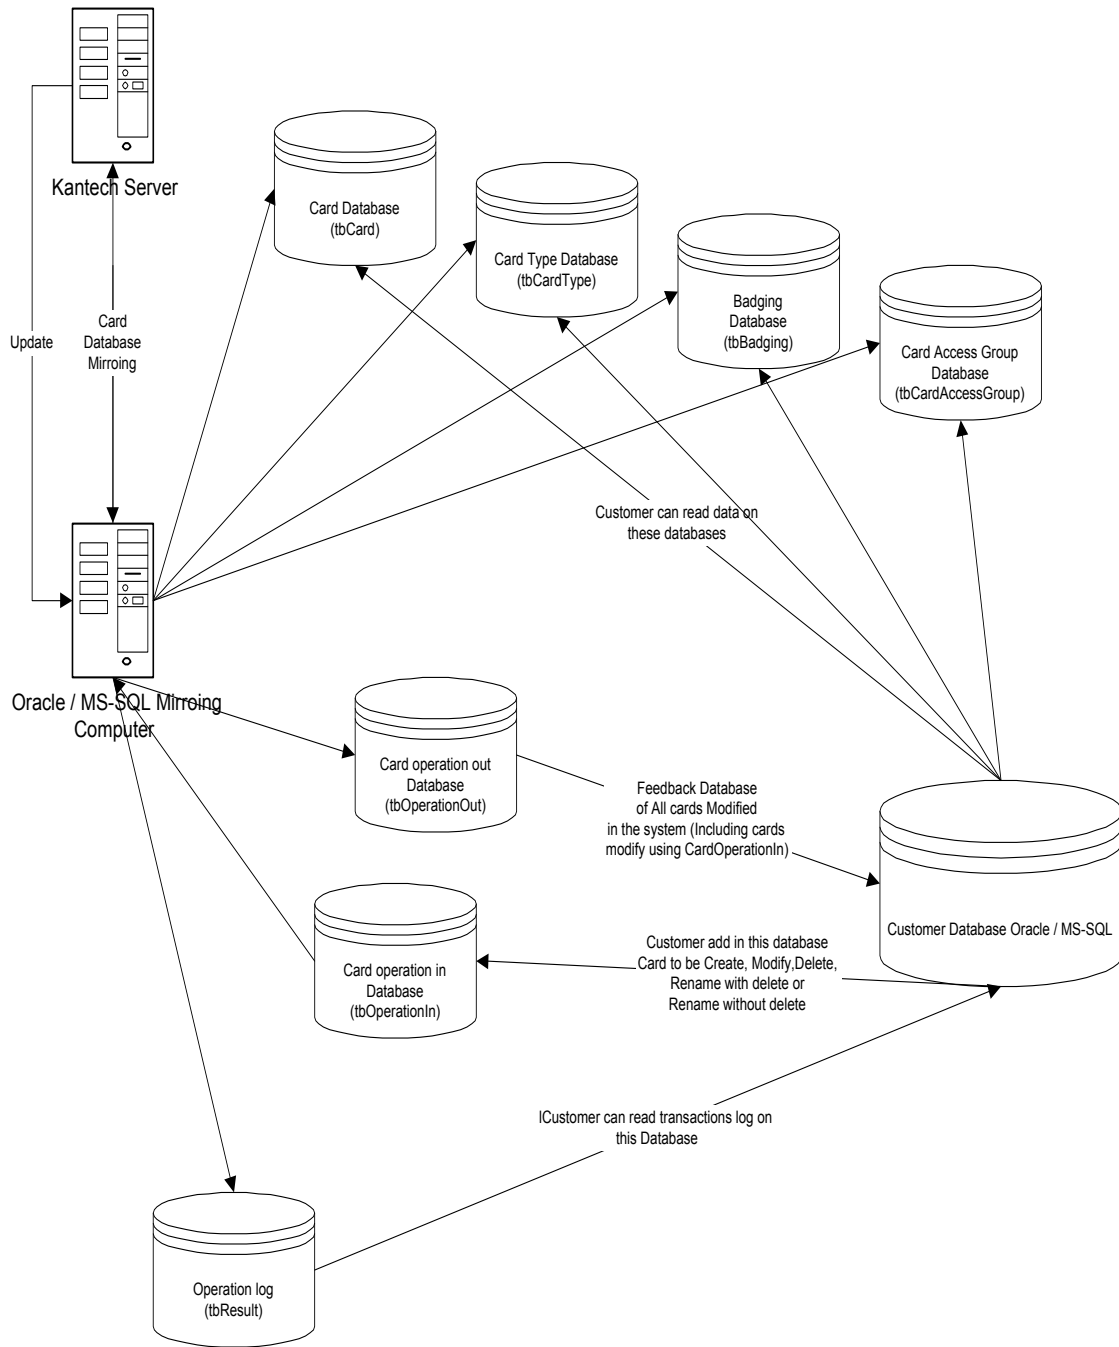 Kantech Server
Card Database
(tbCard)
Card Type Database
(tbCardType)
Badging
Database
(tbBadging)
Card Access Group
Database
(tbCardAccessGroup)
Update
Card
Database
Mirroing
Customer can read data on
these databases
Oracle / MS-SQL Mirroing
Computer
Card operation out
Database
(tbOperationOut)
Feedback Database
of All cards Modified
in the system (Including cards
modify using CardOperationIn)
Customer Database Oracle / MS-SQL
Card operation in
Database
(tbOperationIn)
Customer add in this database
Card to be Create, Modify,Delete,
Rename with delete or
Rename without delete
lCustomer can read transactions log on
this Database
Operation log
(tbResult)